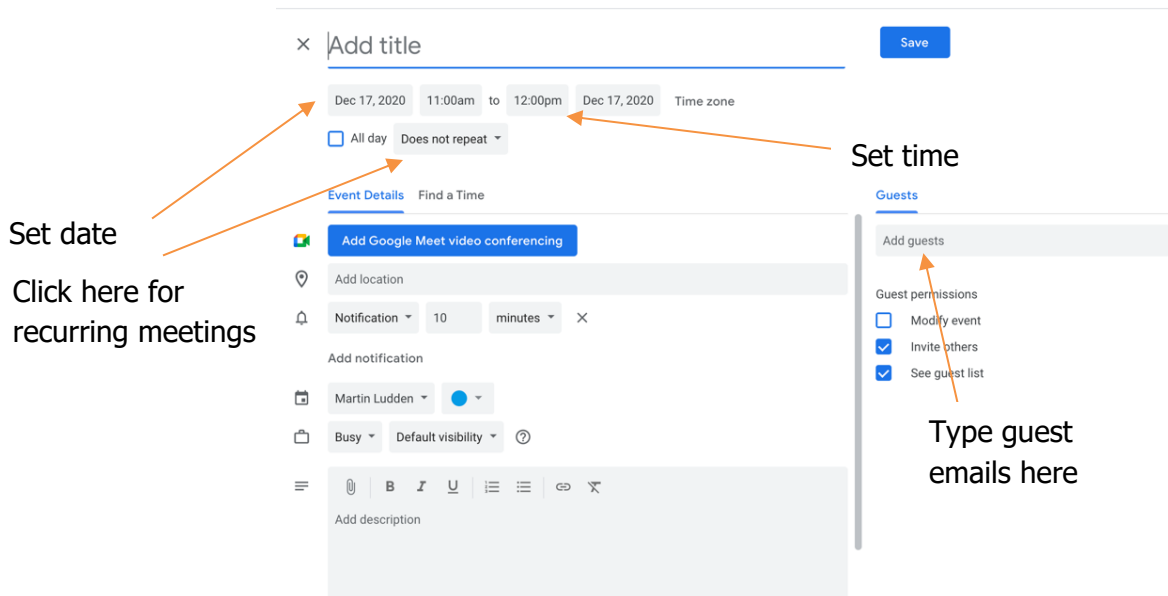 Add title
Save
Dec 17, 2020 11:00am to 12:00pm Dec 17, 2020 Time zone
All day Does not repeat
Set time
Event Details Find a Time
Guests
Set date
Add Google Meet video conferencing
Add guests
Click here for
recurring meetings
Add location
Guest permissions
Notification 10 minutes
Modify event
Invite others
Add notification
See guest list
Martin Ludden
Type guest
emails here
Busy Default visibility
B I U
Add description